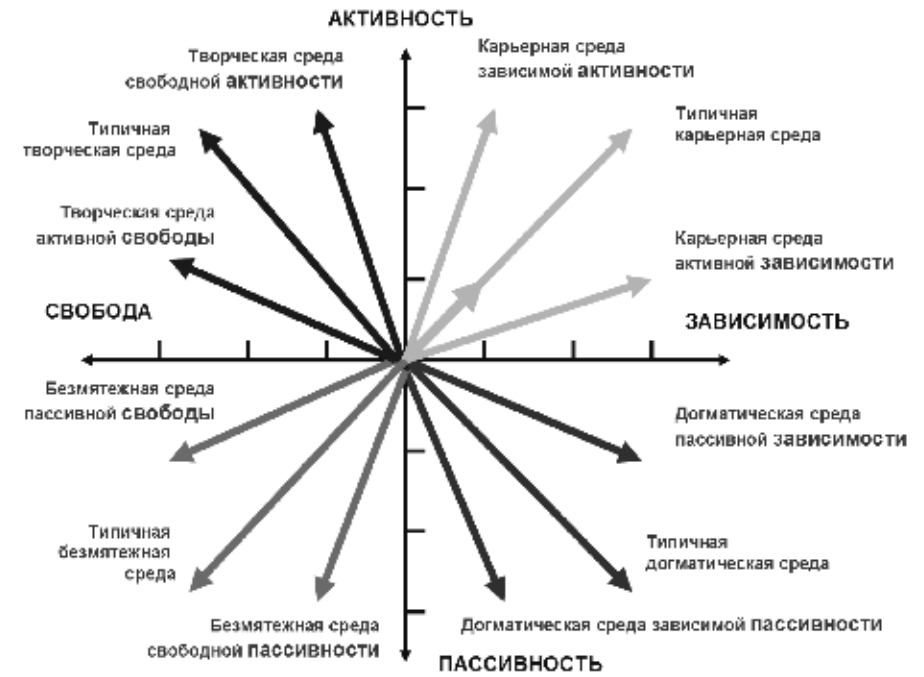 АКТИВНОСТЬ
Творческая среда
свободной активности
Карьерная среда
зависимой активности
Типичная
творческая среда
Типичная
карьерная среда
Творческая среда
активной свободы
Карьерная среда
активной зависимости
СВОБОДА
ЗАВИСИМОСТЬ
Безмятежная среда
пассивной свободы
Догматическая среда
пассивной зависимости
Типичная
безмятежная
среда
Типичная
догматическая среда
Безмятежная среда
свободной пассивности
Догматическая среда зависимой пассивности
ПАССИВНОСТЬ